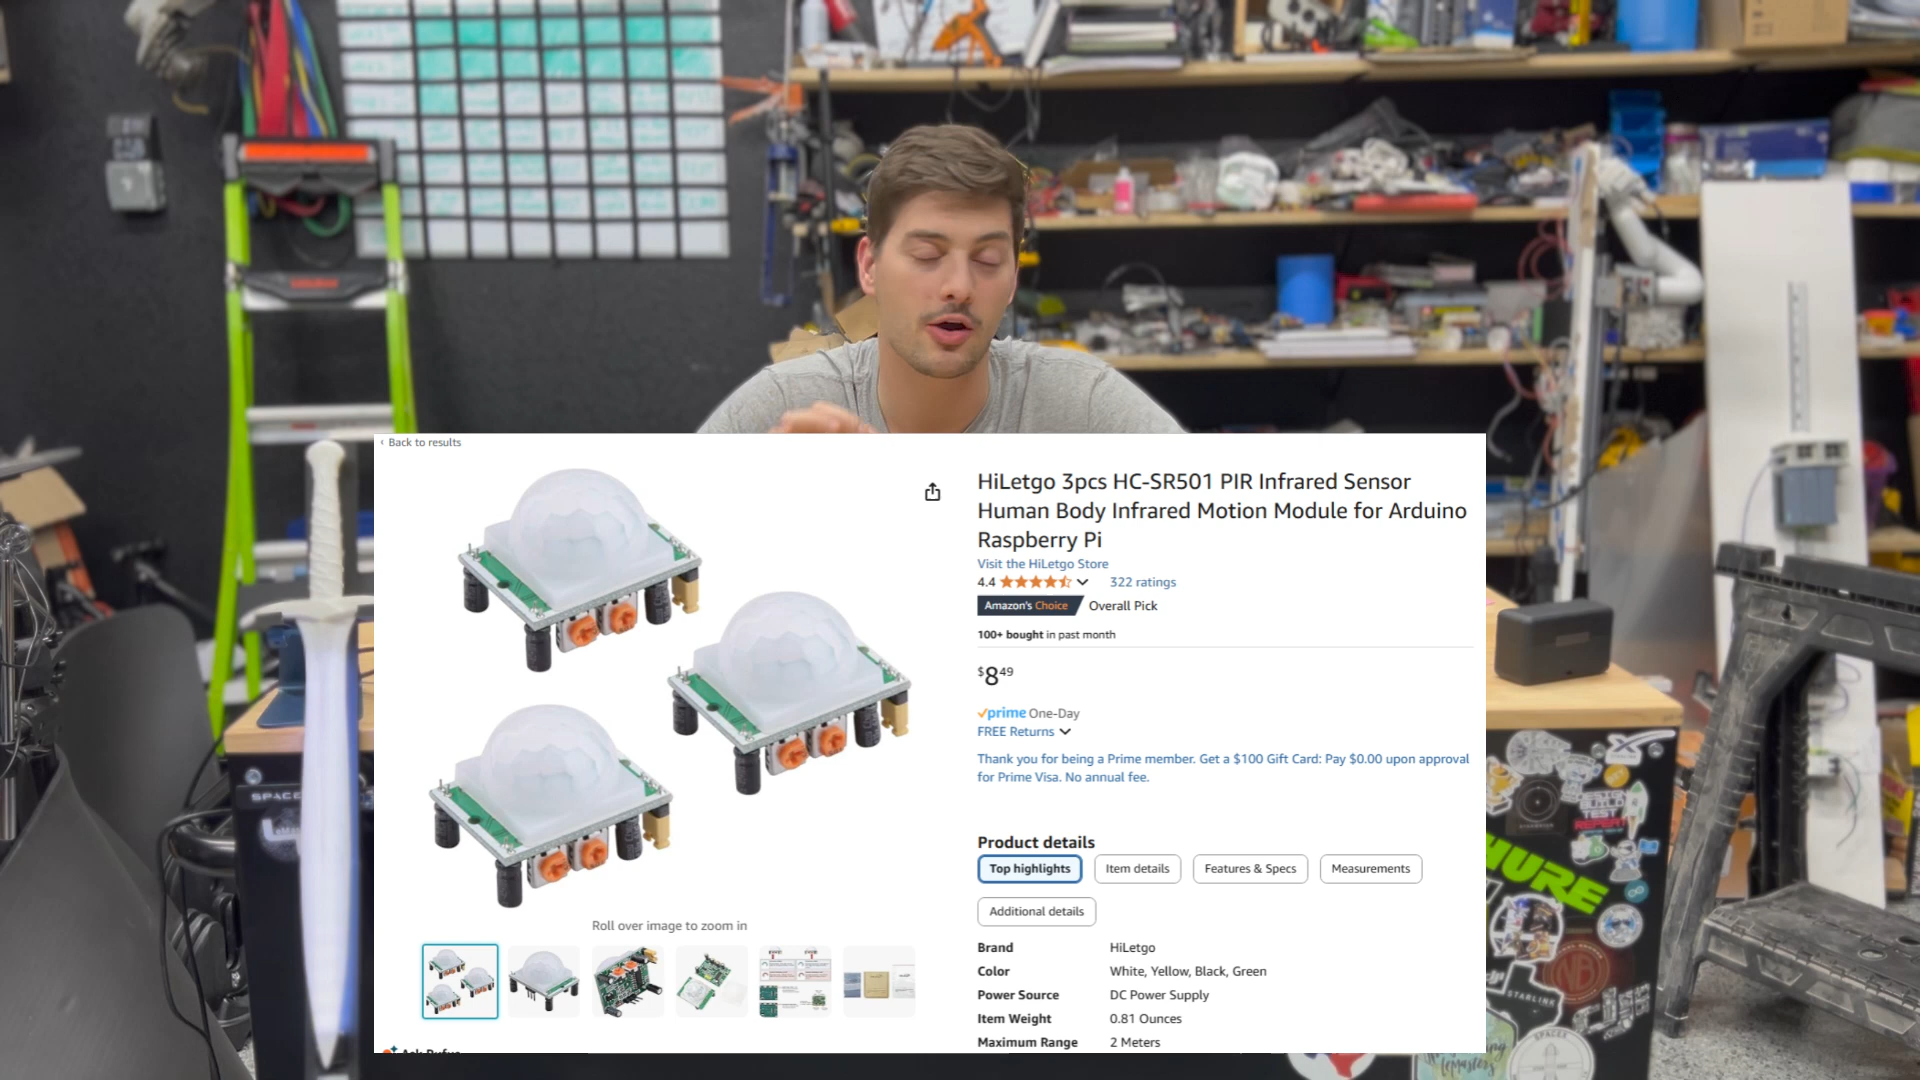 ‹ Back to results
HiLetgo 3pcs HC-SR501 PIR Infrared Sensor
Human Body Infrared Motion Module for Arduino
Raspberry Pi
Visit the HiLetgo Store
4.4 322 ratings
Amazon's Choice Overall Pick
100+ bought in past month
$8 49
prime One-Day
FREE Returns
Thank you for being a Prime member. Get a $100 Gift Card: Pay $0.00 upon approval
for Prime Visa. No annual fee.
Product details
Top highlights Item details Features & Specs Measurements
Additional details
Brand HiLetgo
Color White, Yellow, Black, Green
Power Source DC Power Supply
Item Weight 0.81 Ounces
Maximum Range 2 Meters
Roll over image to zoom in
SPACE
BUILD
TEST
REPEAT
STARLINK